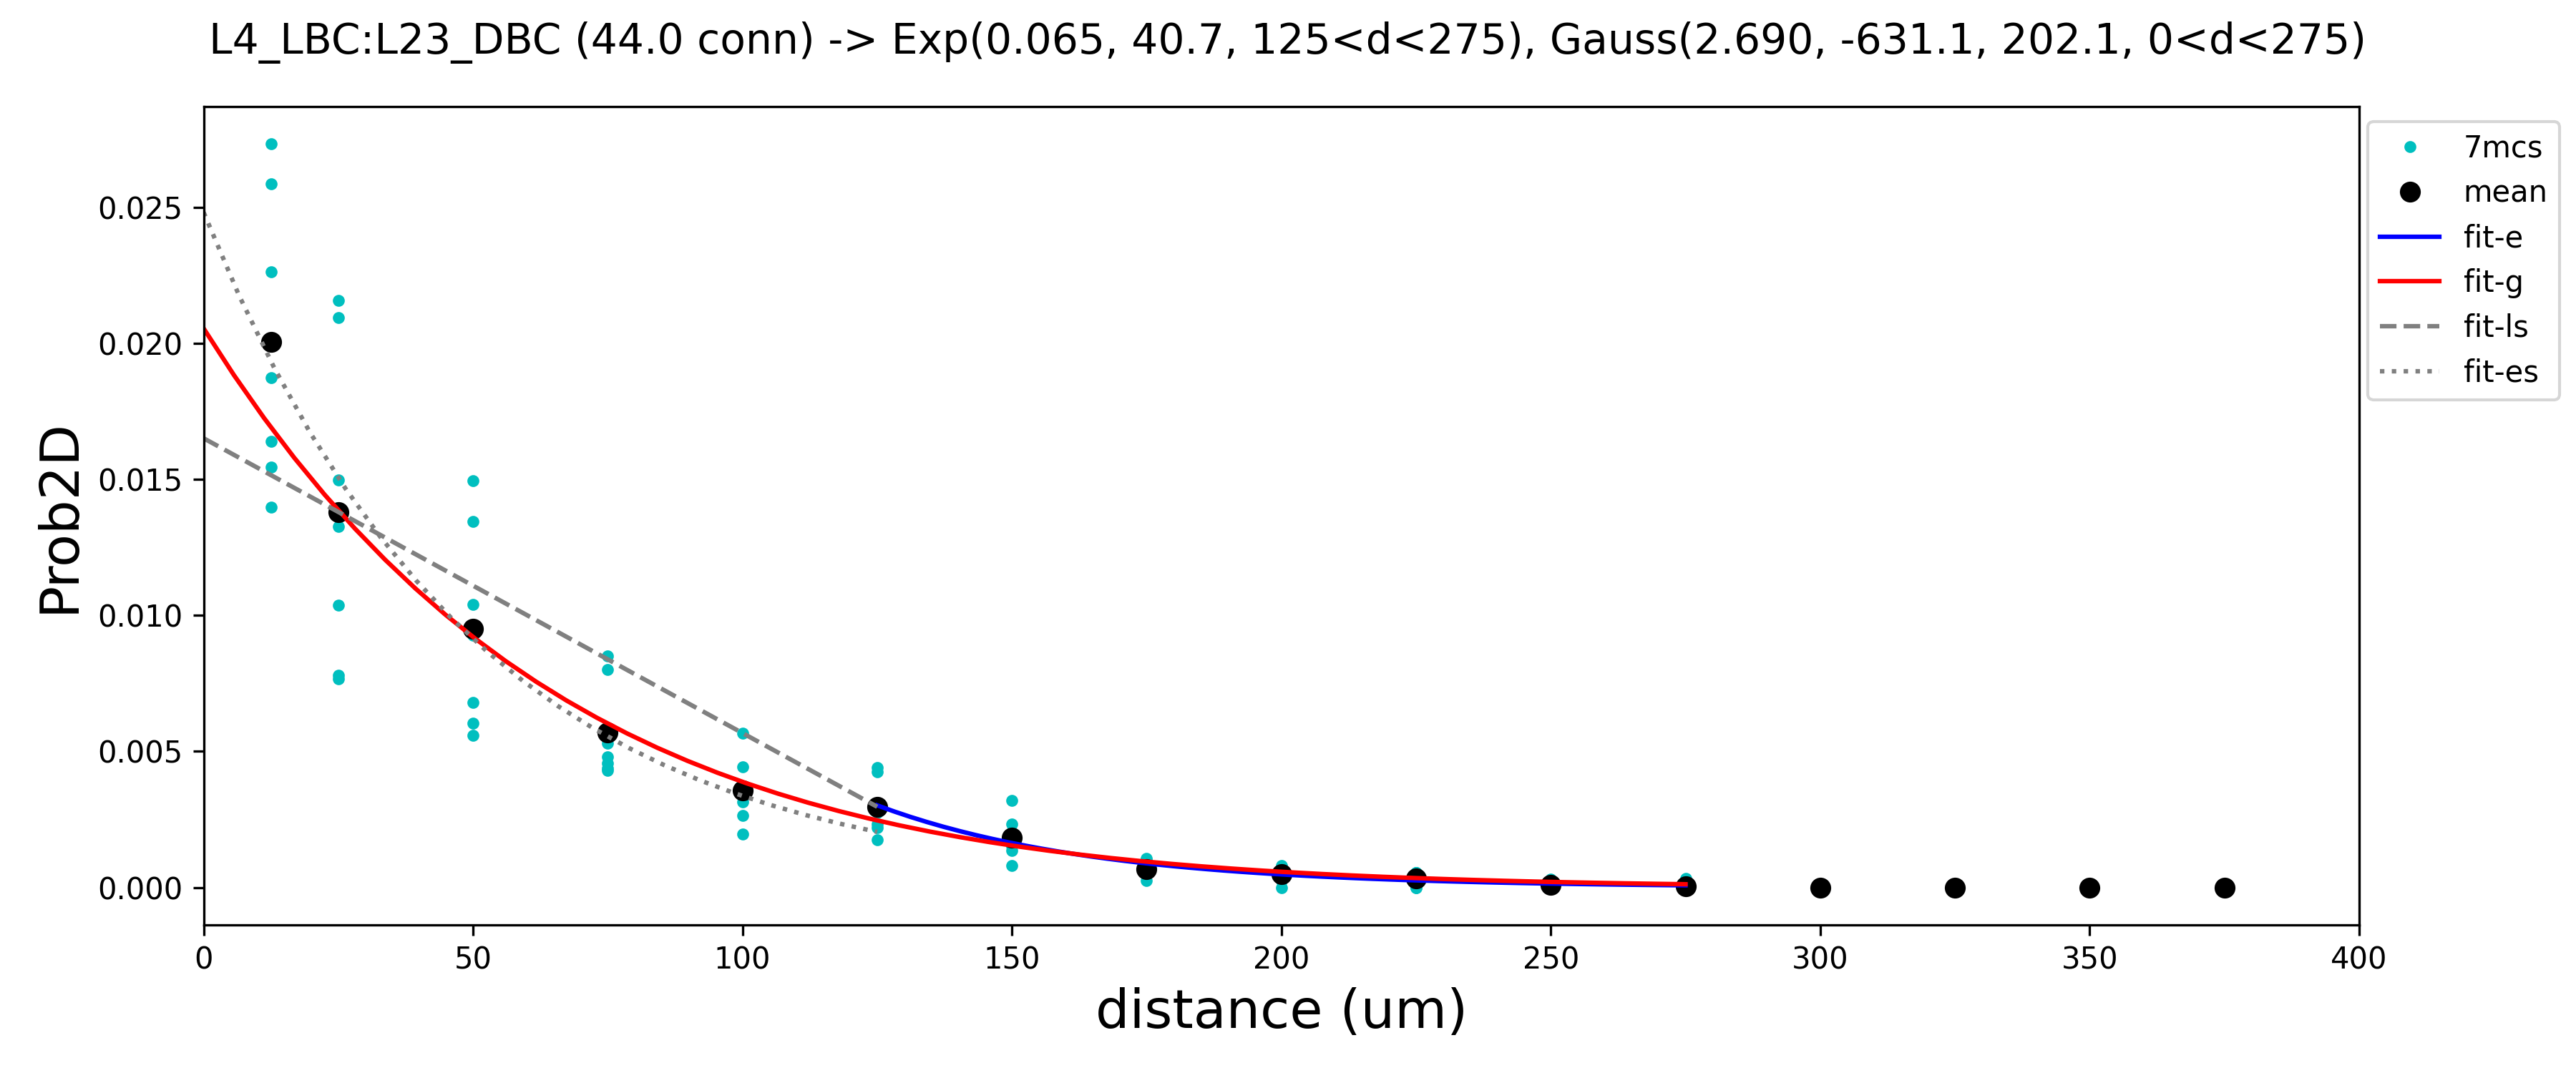 L4_LBC:L23_DBC (44.0 conn) -> Exp(0.065, 40.7, 125<d<275), Gauss(2.690, -631.1, 202.1, 0<d<275)
7mcs
mean
fit-e
fit-g
fit-ls
fit-es
Prob2D
0.025
0.020
0.015
0.010
0.005
0.000
0 50 100 150 200 250 300 350 400
distance (um)